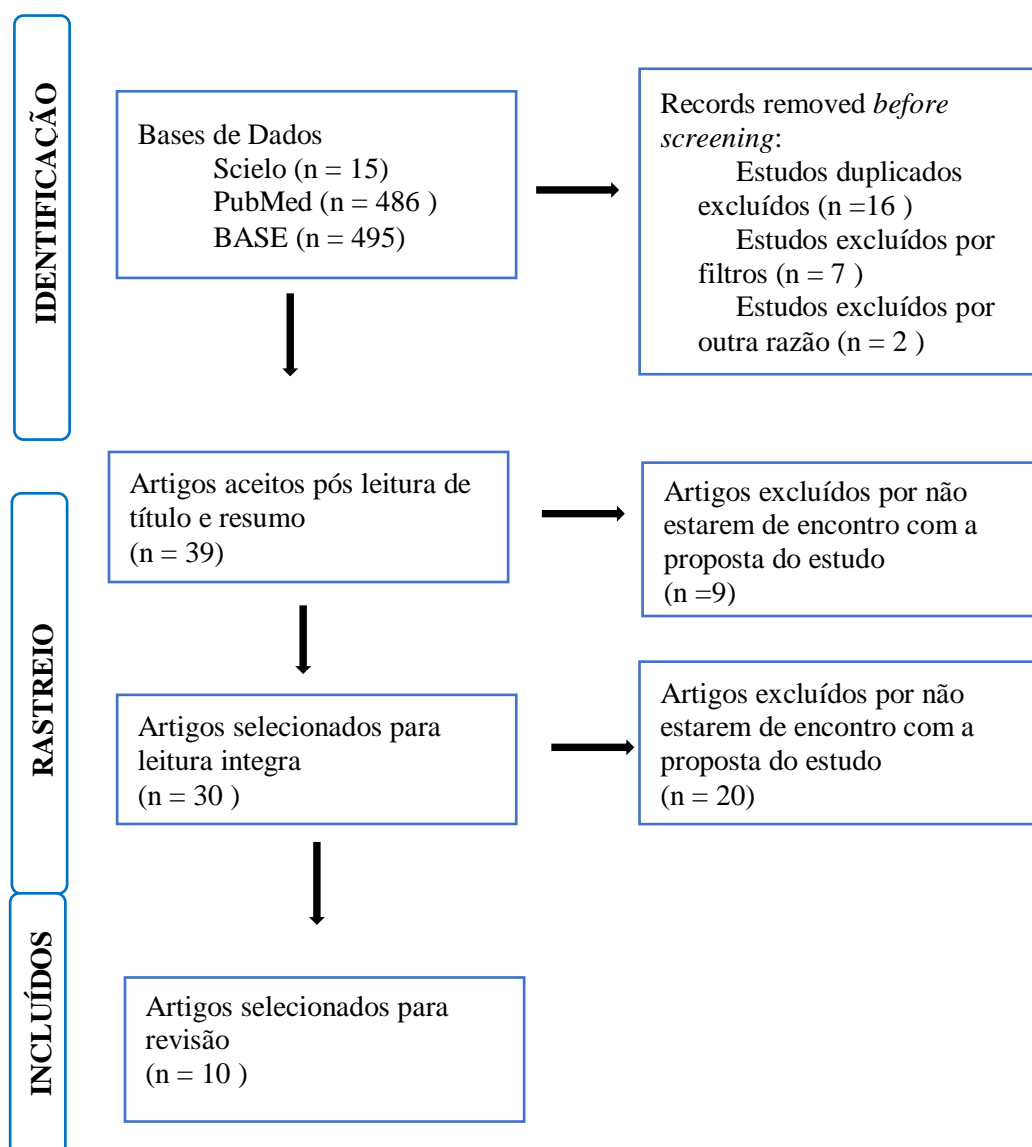 IDENTIFICAÇÃO
Bases de Dados
Scielo (n = 15)
PubMed (n = 486 )
BASE (n = 495)
Records removed before
screening:
Estudos duplicados
excluídos (n =16 )
Estudos excluídos por
filtros (n = 7 )
Estudos excluídos por
outra razão (n = 2 )
RASTREIO
Artigos aceitos pós leitura de
título e resumo
(n = 39)
Artigos excluídos por não
estarem de encontro com a
proposta do estudo
(n =9)
Artigos selecionados para
leitura integra
(n = 30 )
Artigos excluídos por não
estarem de encontro com a
proposta do estudo
(n = 20)
INCLUÍDOS
Artigos selecionados para
revisão
(n = 10 )